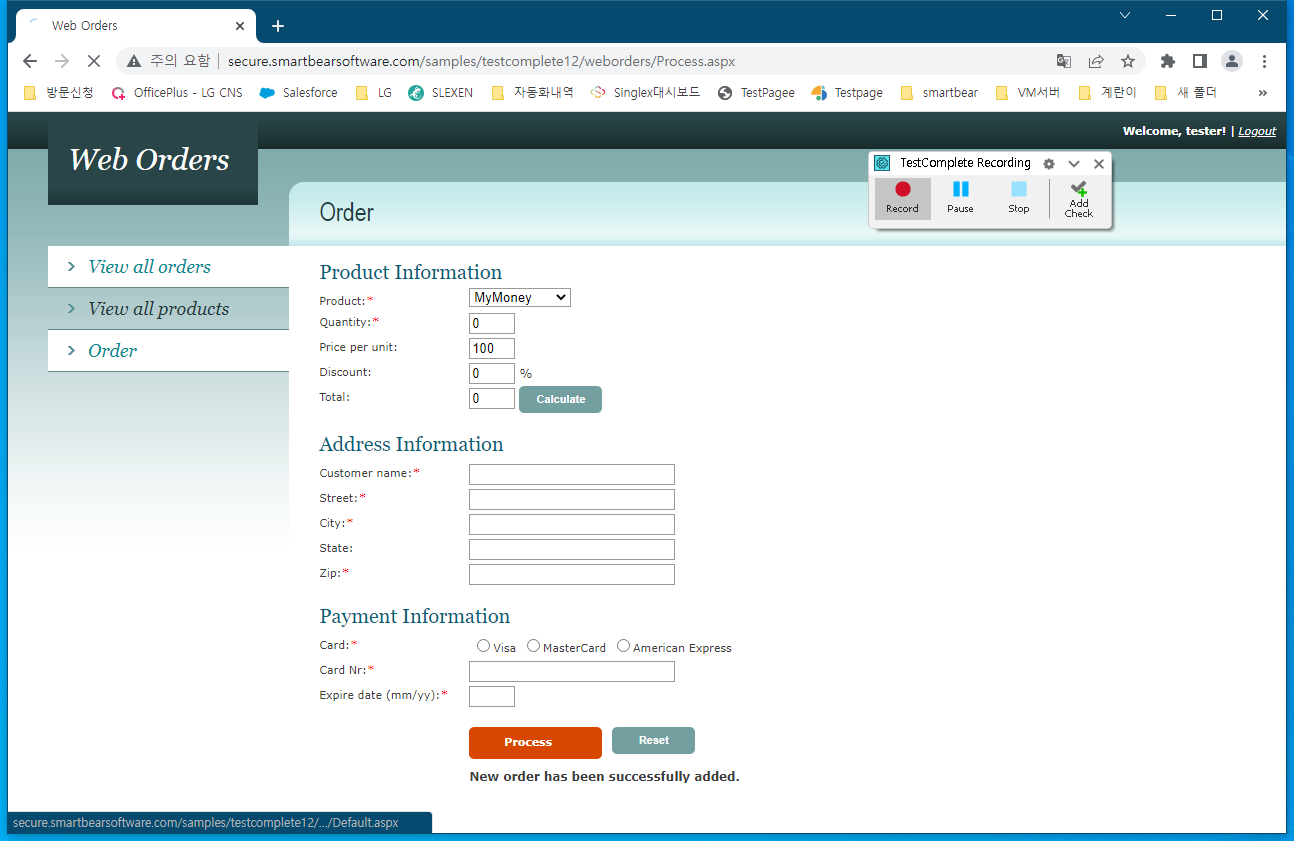 Web Orders
주의 요함 secure.smartbearsoftware.com/samples/testcomplete12/weborders/Process.aspx
방문신청 OfficePlus - LG CNS Salesforce LG SLEXEN 자동화내역 Singlex대시보드 TestPagee Testpage smartbear VM서버 계란이 새 폴더 »
Welcome, tester! | Logout
Web Orders
TestComplete Recording
Record Pause Stop Add Check
Order
View all orders
View all products
Order
Product Information
Product:* MyMoney
Quantity:* 0
Price per unit: 100
Discount: 0 %
Total: 0 Calculate
Address Information
Customer name:*
Street:*
City:*
State:
Zip:*
Payment Information
Card:* Visa MasterCard American Express
Card Nr:*
Expire date (mm/yy):*
Process Reset
New order has been successfully added.
secure.smartbearsoftware.com/samples/testcomplete12/.../Default.aspx